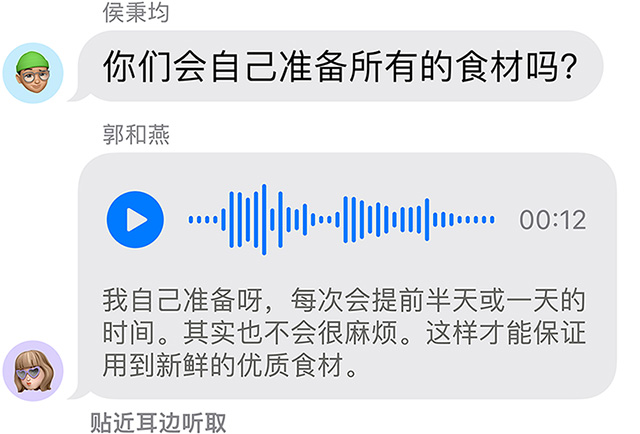 侯秉均
你们会自己准备所有的食材吗?
郭和燕
00:12
我自己准备呀，每次会提前半天或一天的
时间。其实也不会很麻烦。这样才能保证
用到新鲜的优质食材。
贴近耳边听取